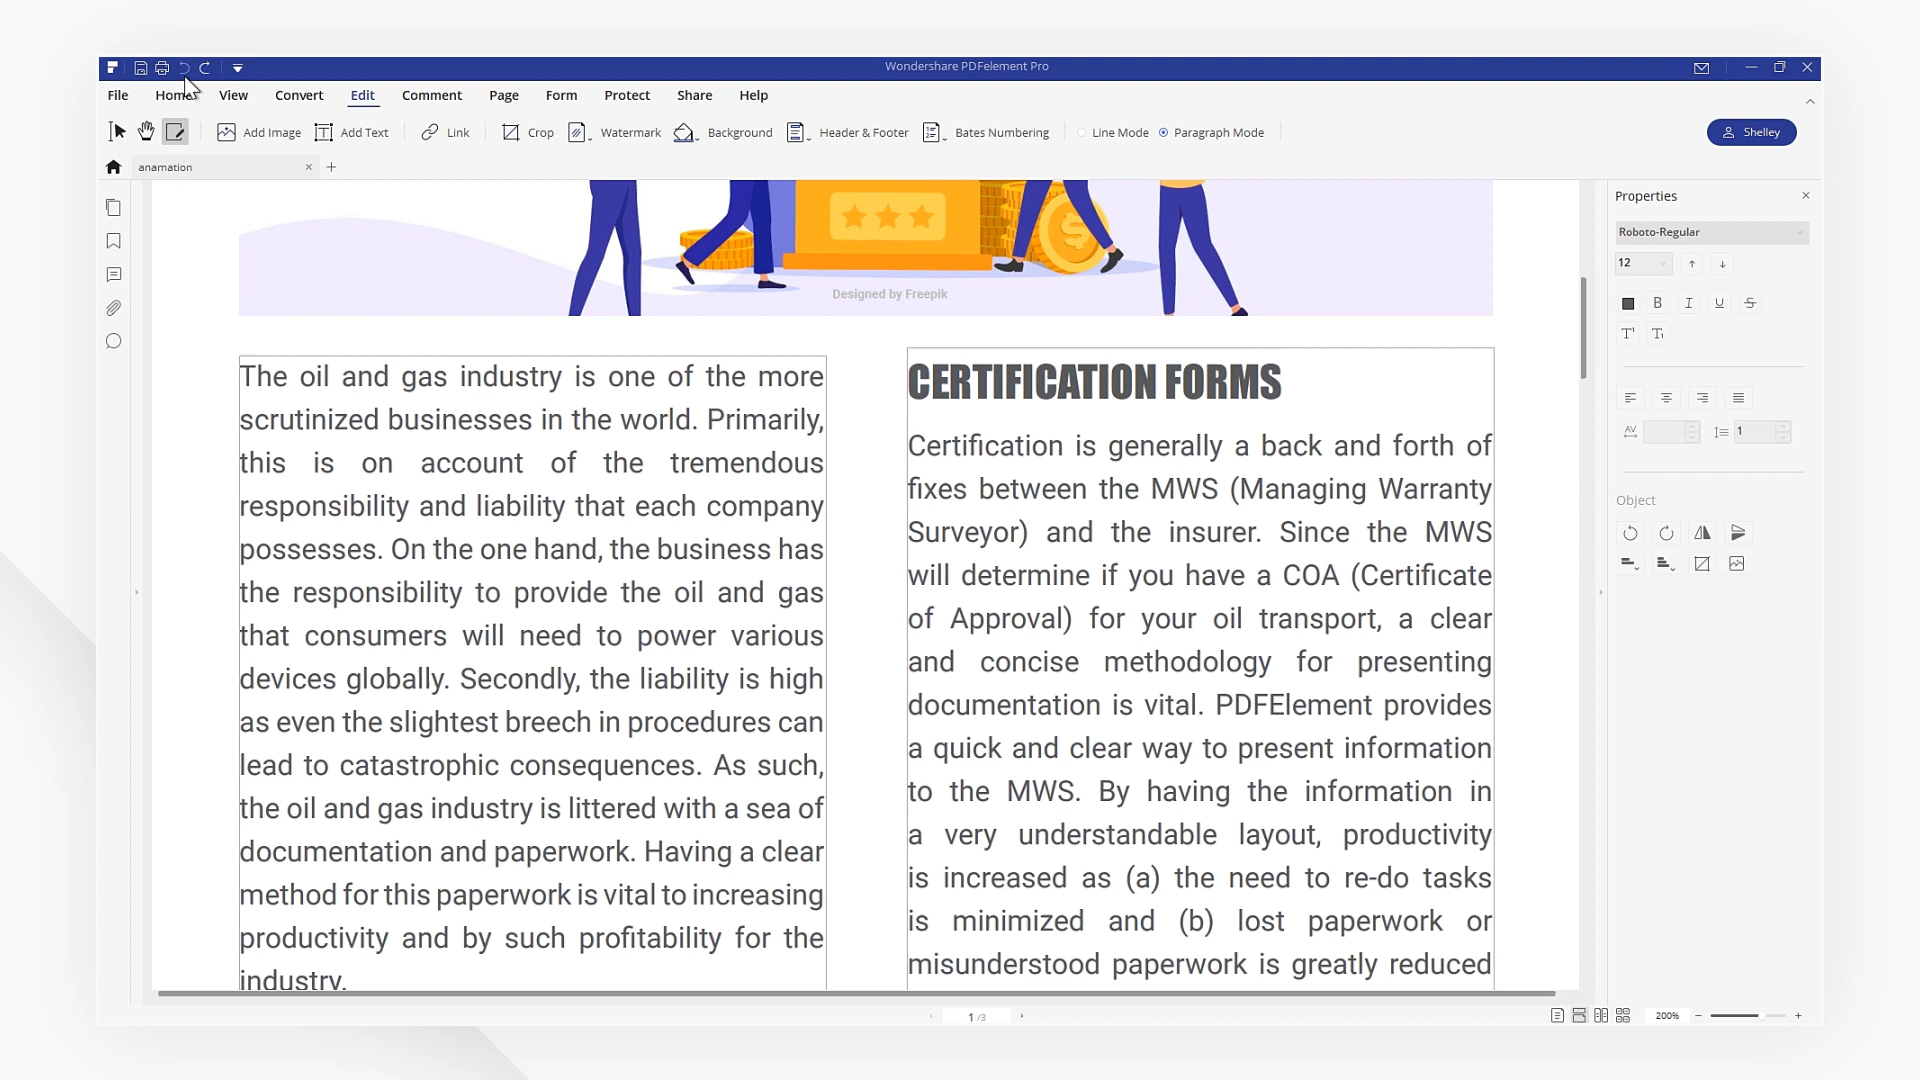 Wondershare PDFelement Pro
File Home View Convert Edit Comment Page Form Protect Share Help
Add Image Add Text Link Crop Watermark Background Header & Footer Bates Numbering Line Mode Paragraph Mode Shelley
anamation
Designed by Freepik
The oil and gas industry is one of the more
scrutinized businesses in the world. Primarily,
this is on account of the tremendous
responsibility and liability that each company
possesses. On the one hand, the business has
the responsibility to provide the oil and gas
that consumers will need to power various
devices globally. Secondly, the liability is high
as even the slightest breech in procedures can
lead to catastrophic consequences. As such,
the oil and gas industry is littered with a sea of
documentation and paperwork. Having a clear
method for this paperwork is vital to increasing
productivity and by such profitability for the
industry.
CERTIFICATION FORMS
Certification is generally a back and forth of
fixes between the MWS (Managing Warranty
Surveyor) and the insurer. Since the MWS
will determine if you have a COA (Certificate
of Approval) for your oil transport, a clear
and concise methodology for presenting
documentation is vital. PDFElement provides
a quick and clear way to present information
to the MWS. By having the information in
a very understandable layout, productivity
is increased as (a) the need to re-do tasks
is minimized and (b) lost paperwork or
misunderstood paperwork is greatly reduced
Properties
Roboto-Regular
12
B I U S
T¹ T₁
AV 1
Object
1 /3
200%